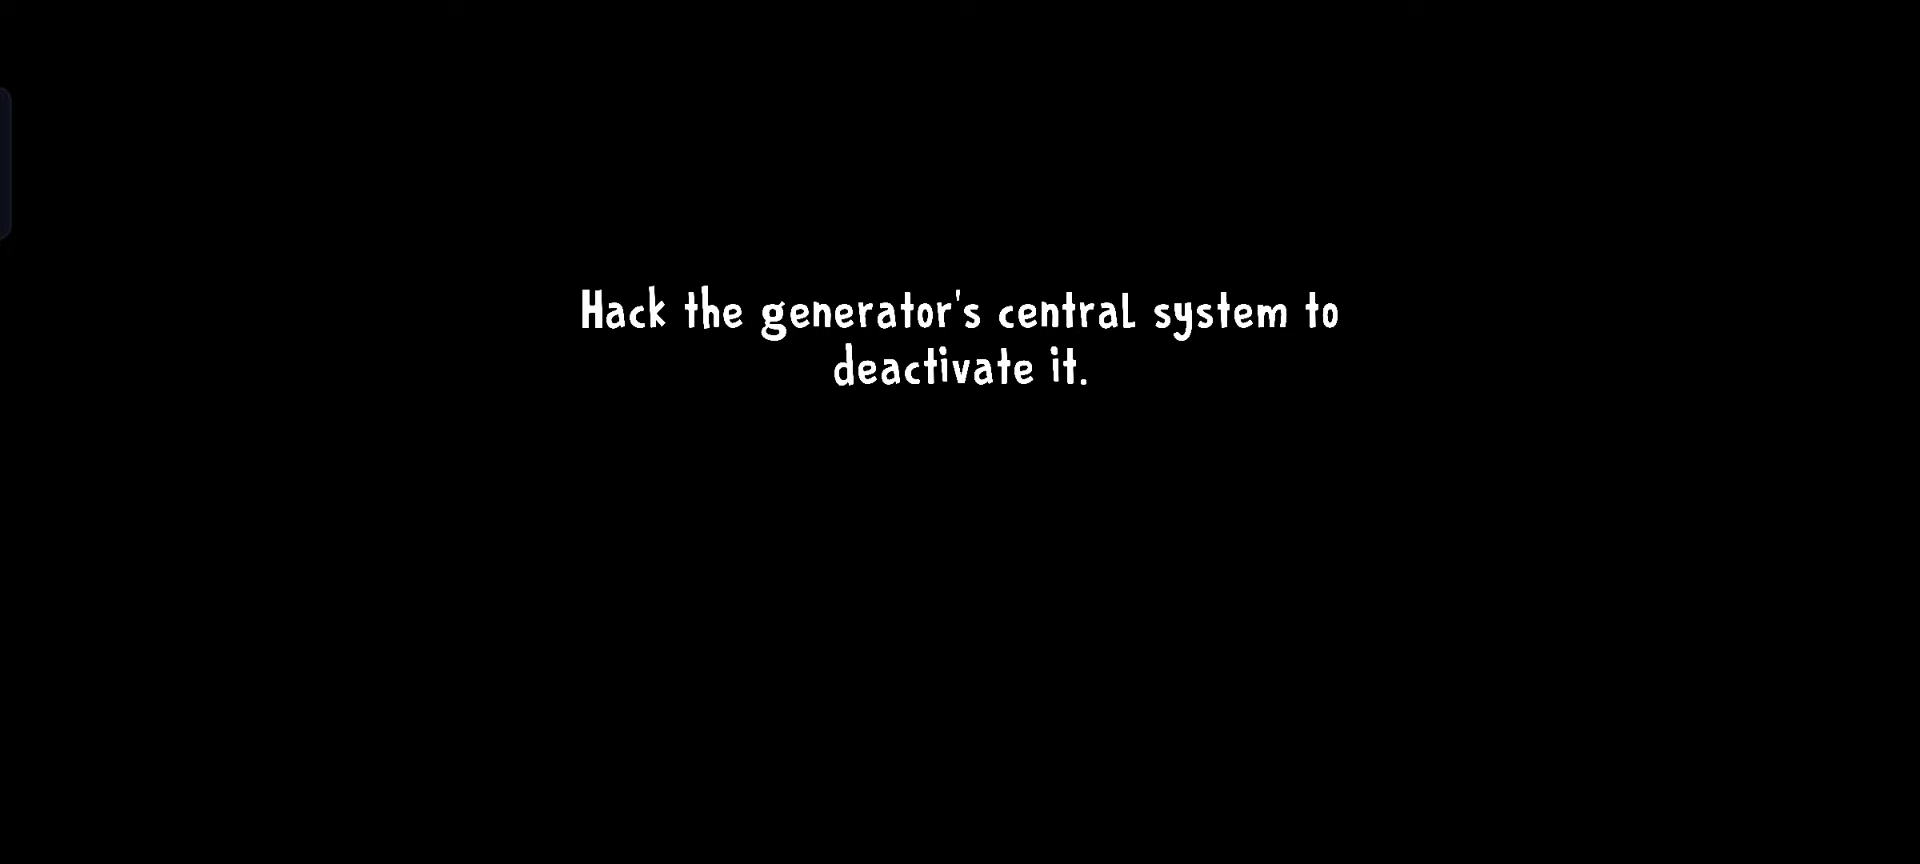 Hack the generator's central system to
deactivate it.